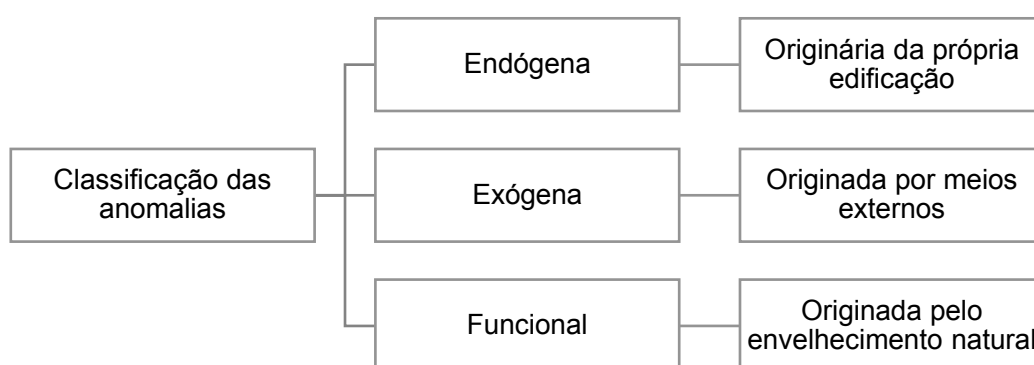 Classificação das
anomalias
Endógena
Originária da própria
edificação
Exógena
Originada por meios
externos
Funcional
Originada pelo
envelhecimento natural